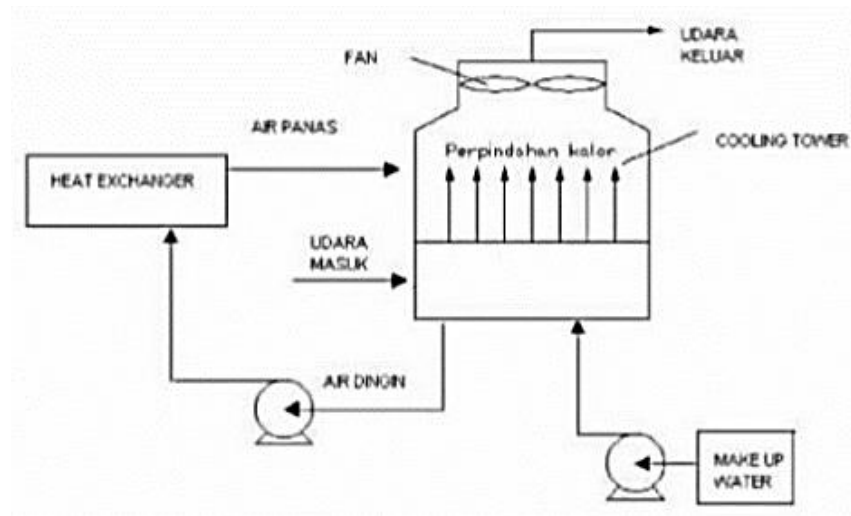 UDARA
KELUAR
FAN
AIR PANAS
Perpindahan kalor
COOLING TOWER
HEAT EXCHANGER
UDARA
MASUK
AIR DINGIN
MAKE UP
WATER